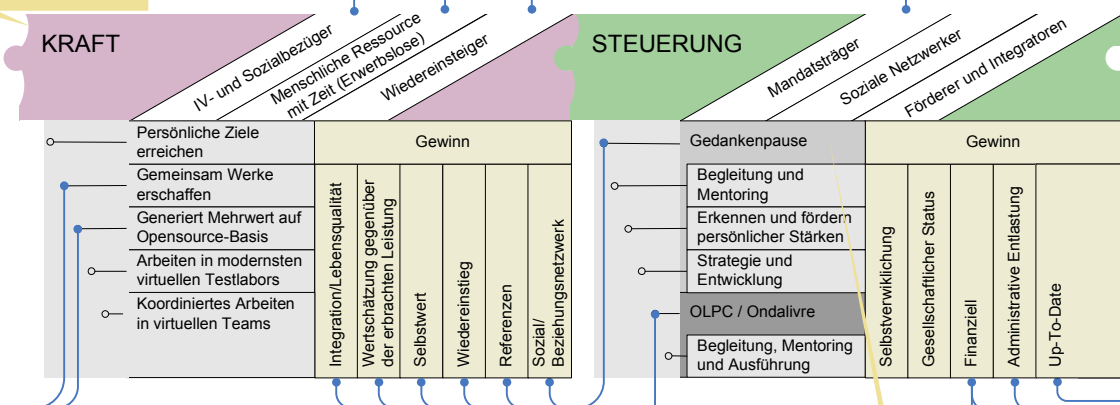 KRAFT
IV- und Sozialbezüger
Menschliche Ressource
mit Zeit (Erwerbslose)
Wiedereinsteiger
Persönliche Ziele
erreichen
Gemeinsam Werke
erschaffen
Generiert Mehrwert auf
Opensource-Basis
Arbeiten in modernsten
virtuellen Testlabors
Koordiniertes Arbeiten
in virtuellen Teams
Gewinn
Integration/Lebensqualität
Wertschätzung gegenüber
der erbrachten Leistung
Selbstwert
Wiedereinstieg
Referenzen
Sozial/
Beziehungsnetzwerk
STEUERUNG
Mandatsträger
Soziale Netzwerker
Förderer und Integratoren
Gedankenpause
Begleitung und
Mentoring
Erkennen und fördern
persönlicher Stärken
Strategie und
Entwicklung
OLPC / Ondalivre
Begleitung, Mentoring
und Ausführung
Gewinn
Selbstverwiklichung
Gesellschaftlicher Status
Finanziell
Administrative Entlastung
Up-To-Date